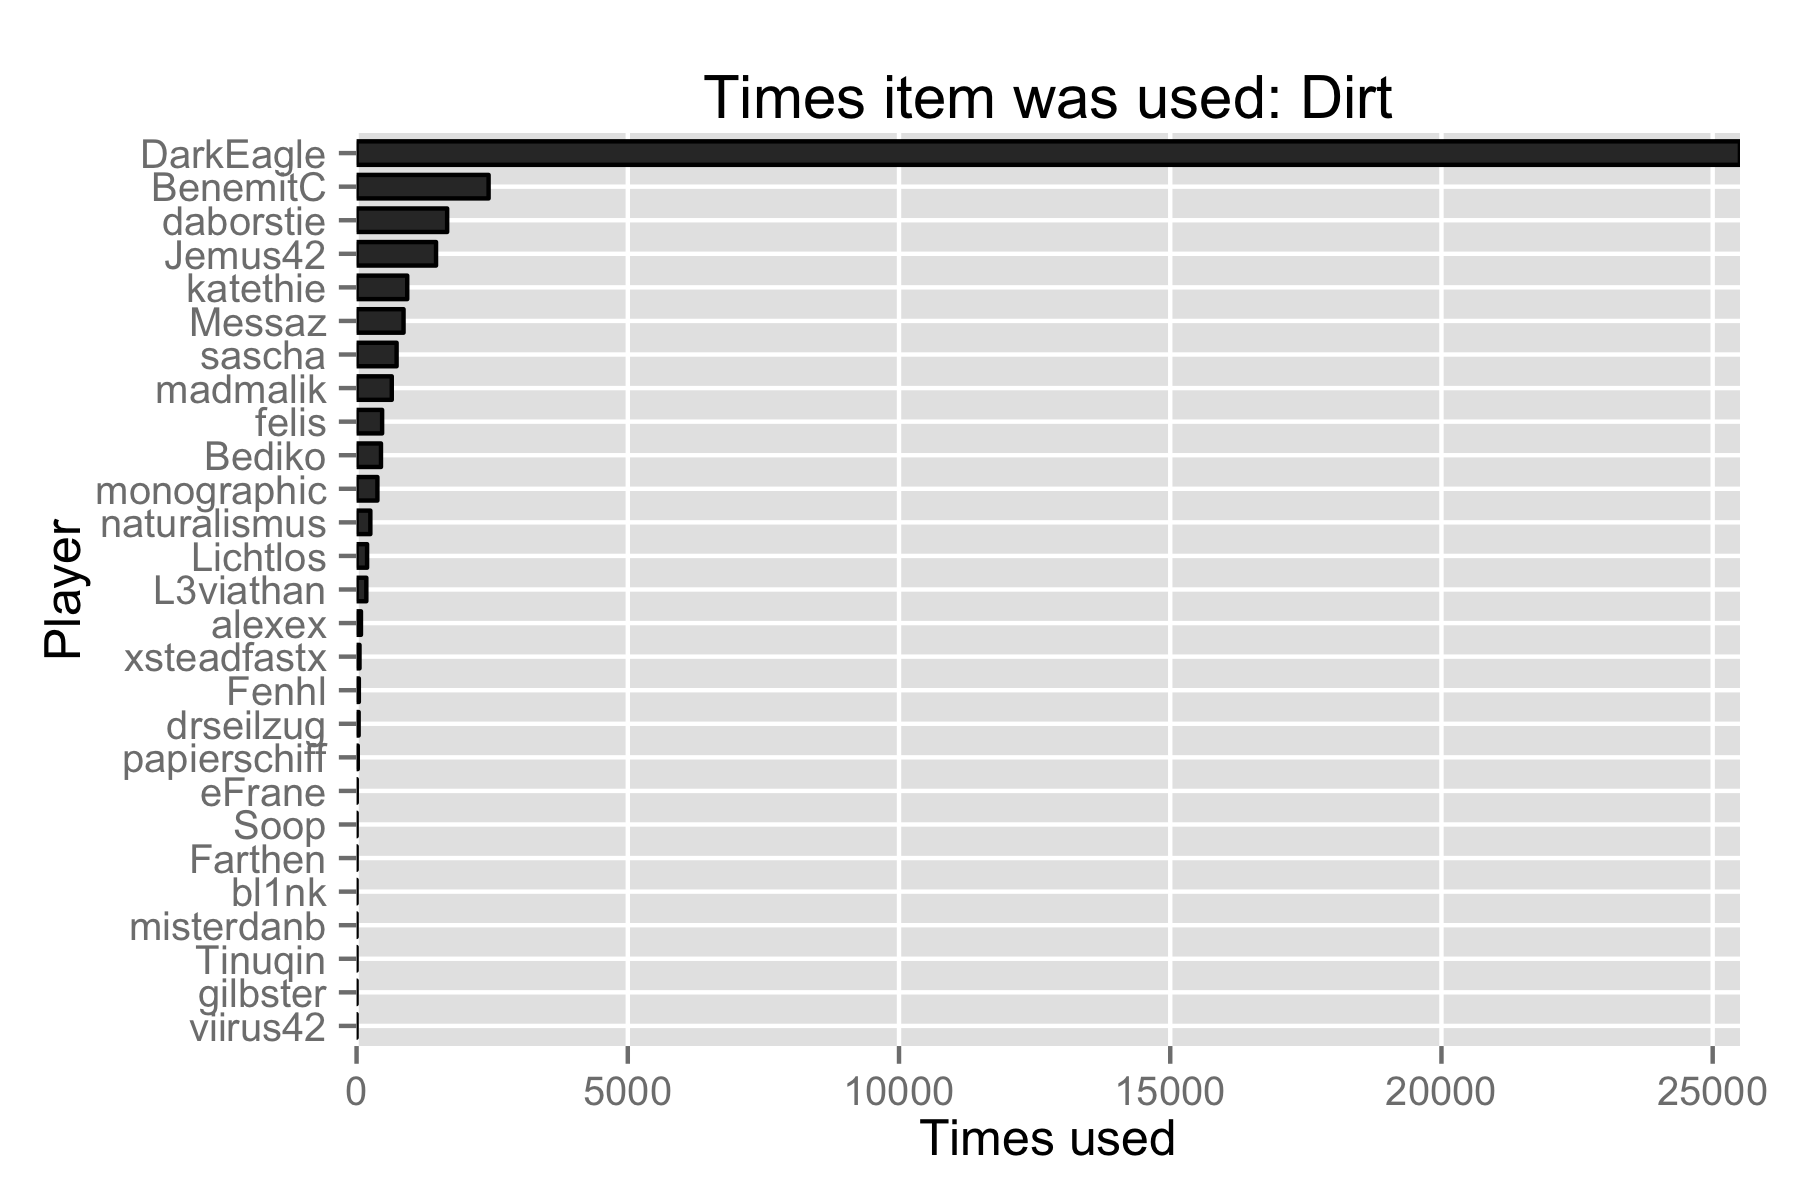 Times item was used: Dirt
DarkEagle
BenemitC
daborstie
Jemus42
katethie
Messaz
sascha
madmalik
felis
Bediko
monographic
naturalismus
Lichtlos
L3viathan
alexex
xsteadfastx
Fenhl
drseilzug
papierschiff
eFrane
Soop
Farthen
bl1nk
misterdanb
Tinuqin
gilbster
viirus42
Player
0 5000 10000 15000 20000 25000
Times used